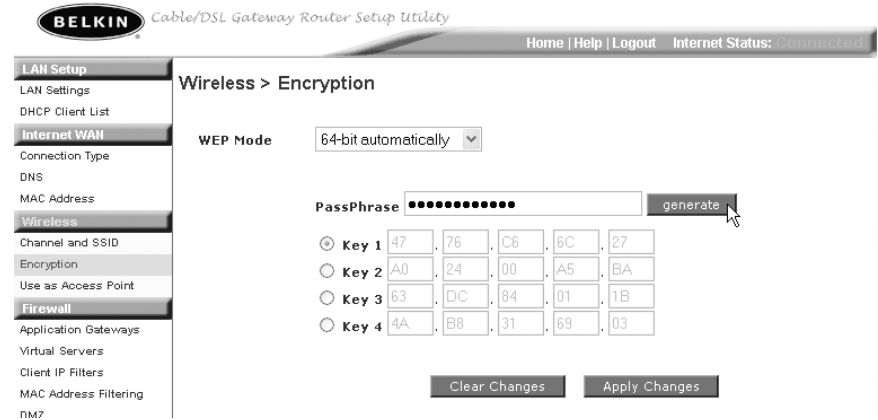 BELKIN Cable/DSL Gateway Router Setup Utility
Home | Help | Logout Internet Status: Connected
LAN Setup
LAN Settings
DHCP Client List
Internet WAN
Connection Type
DNS
MAC Address
Wireless
Channel and SSID
Encryption
Use as Access Point
Firewall
Application Gateways
Virtual Servers
Client IP Filters
MAC Address Filtering
DMZ
Wireless > Encryption
WEP Mode 64-bit automatically
PassPhrase ●●●●●●●●●●●●● generate
Key 1 47 . 76 . C6 . 6C . 27
Key 2 A0 . 24 . 00 . A5 . BA
Key 3 63 . DC . 84 . 01 . 1B
Key 4 4A . B8 . 31 . 69 . 03
Clear Changes Apply Changes